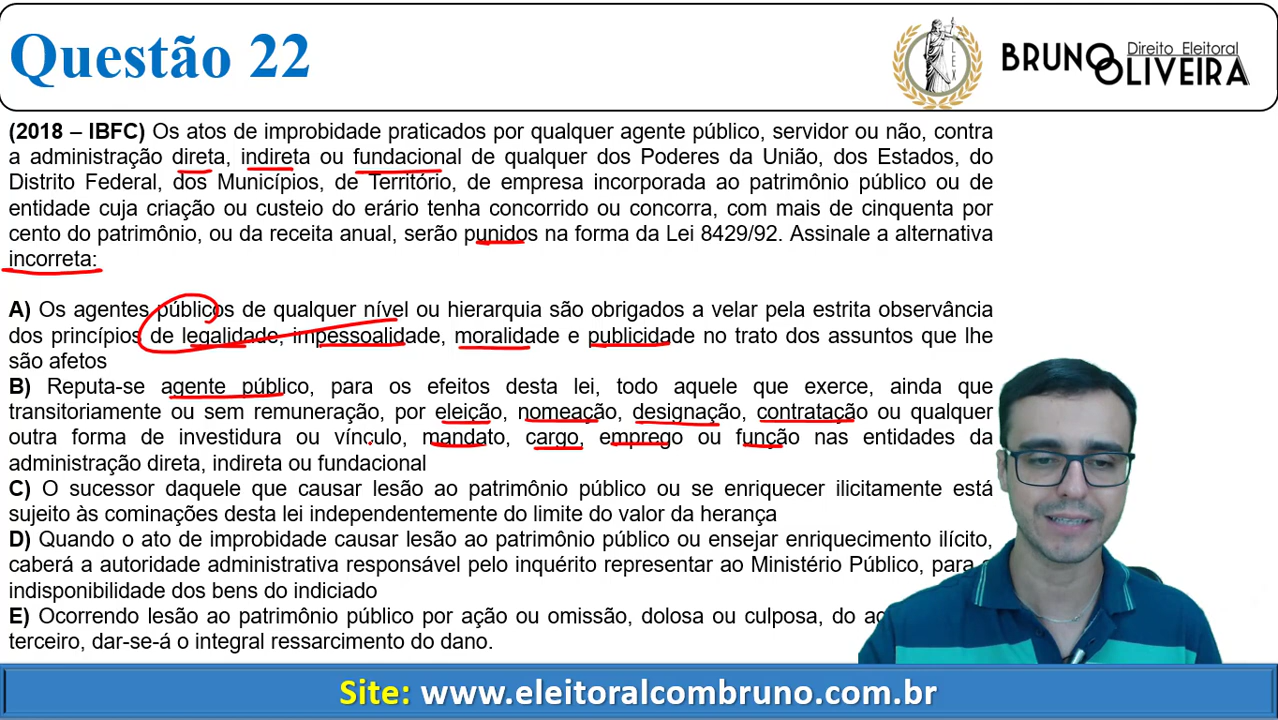 Questão 22
LEX
BRUNO OLIVEIRA
Direito Eleitoral
(2018 – IBFC) Os atos de improbidade praticados por qualquer agente público, servidor ou não, contra
a administração direta, indireta ou fundacional de qualquer dos Poderes da União, dos Estados, do
Distrito Federal, dos Municípios, de Território, de empresa incorporada ao patrimônio público ou de
entidade cuja criação ou custeio do erário tenha concorrido ou concorra, com mais de cinquenta por
cento do patrimônio, ou da receita anual, serão punidos na forma da Lei 8429/92. Assinale a alternativa
incorreta:
A) Os agentes públicos de qualquer nível ou hierarquia são obrigados a velar pela estrita observância
dos princípios de legalidade, impessoalidade, moralidade e publicidade no trato dos assuntos que lhe
são afetos
B) Reputa-se agente público, para os efeitos desta lei, todo aquele que exerce, ainda que
transitoriamente ou sem remuneração, por eleição, nomeação, designação, contratação ou qualquer
outra forma de investidura ou vínculo, mandato, cargo, emprego ou função nas entidades da
administração direta, indireta ou fundacional
C) O sucessor daquele que causar lesão ao patrimônio público ou se enriquecer ilicitamente está
sujeito às cominações desta lei independentemente do limite do valor da herança
D) Quando o ato de improbidade causar lesão ao patrimônio público ou ensejar enriquecimento ilícito,
caberá a autoridade administrativa responsável pelo inquérito representar ao Ministério Público, para
indisponibilidade dos bens do indiciado
E) Ocorrendo lesão ao patrimônio público por ação ou omissão, dolosa ou culposa, do
terceiro, dar-se-á o integral ressarcimento do dano.
Site: www.eleitoralcombruno.com.br